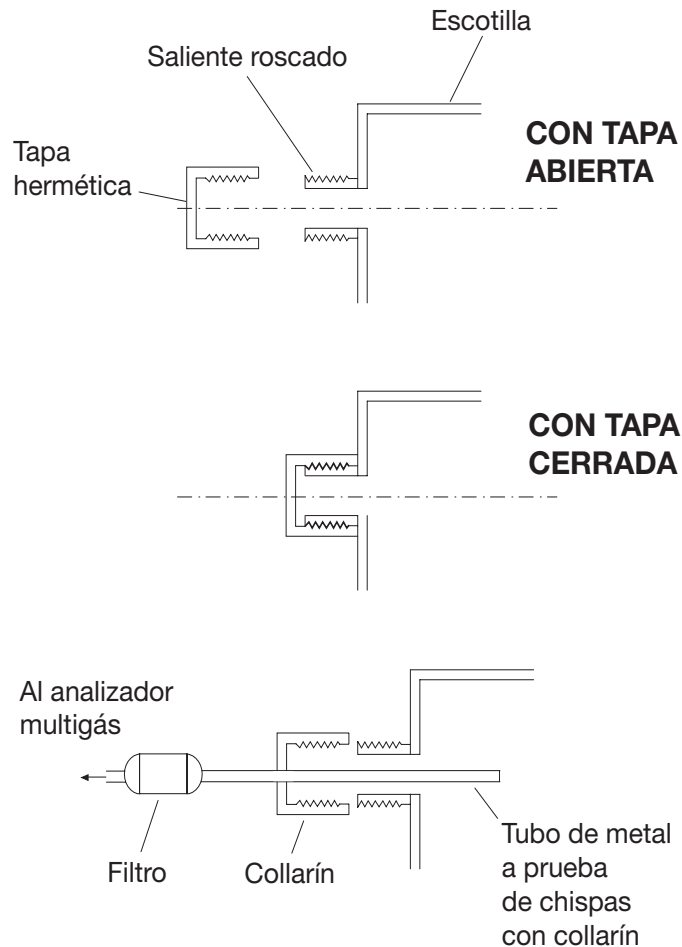 Escotilla
Saliente roscado
CON TAPA
ABIERTA
Tapa
hermética
CON TAPA
CERRADA
Al analizador
multigás
Filtro
Collarín
Tubo de metal
a prueba
de chispas
con collarín